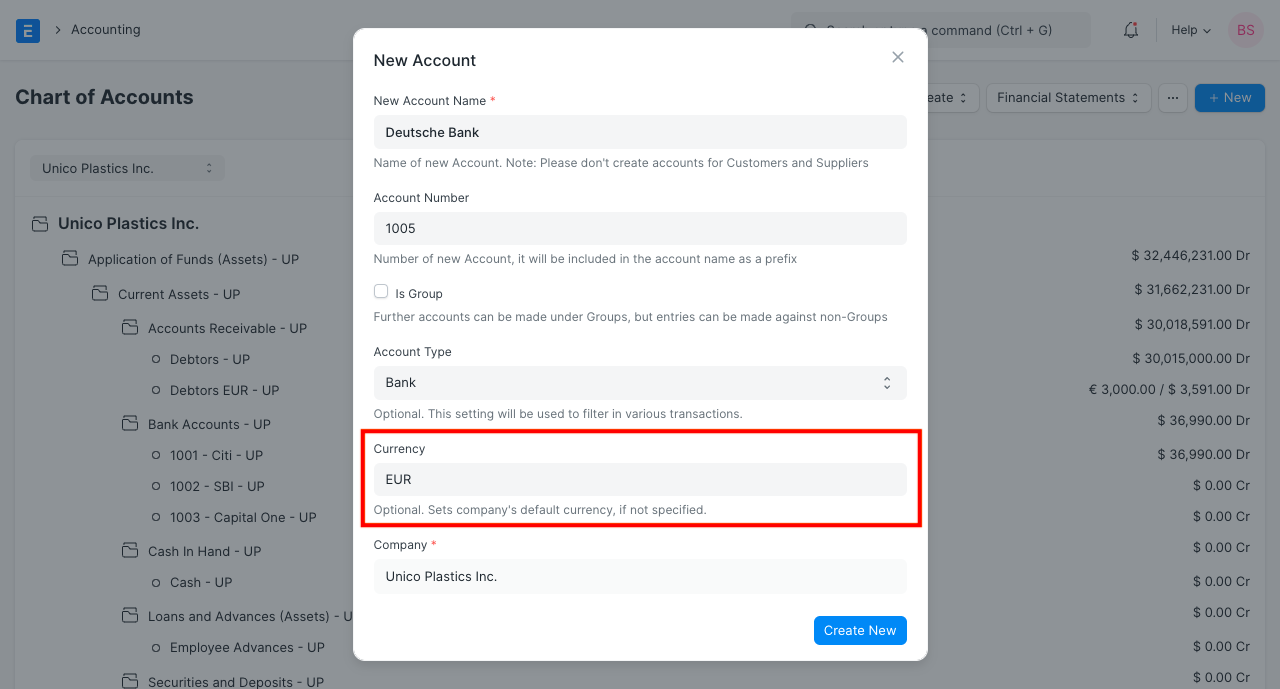 E
Accounting
command (Ctrl + G)
Help
BS
Chart of Accounts
Financial Statements
...
+ New
Unico Plastics Inc.
New Account
New Account Name *
Deutsche Bank
Name of new Account. Note: Please don't create accounts for Customers and Suppliers
Account Number
1005
Number of new Account, it will be included in the account name as a prefix
Is Group
Further accounts can be made under Groups, but entries can be made against non-Groups
Account Type
Bank
Optional. This setting will be used to filter in various transactions.
Currency
EUR
Optional. Sets company's default currency, if not specified.
Company *
Unico Plastics Inc.
Create New
Unico Plastics Inc.
Application of Funds (Assets) - UP $ 32,446,231.00 Dr
Current Assets - UP $ 31,662,231.00 Dr
Accounts Receivable - UP $ 30,018,591.00 Dr
Debtors - UP $ 30,015,000.00 Dr
Debtors EUR - UP € 3,000.00 / $ 3,591.00 Dr
Bank Accounts - UP $ 36,990.00 Dr
1001 - Citi - UP $ 36,990.00 Dr
1002 - SBI - UP $ 0.00 Cr
1003 - Capital One - UP $ 0.00 Cr
Cash In Hand - UP $ 0.00 Cr
Cash - UP $ 0.00 Cr
Loans and Advances (Assets) - U $ 0.00 Cr
Employee Advances - UP $ 0.00 Cr
Securities and Deposits - UP $ 0.00 Cr